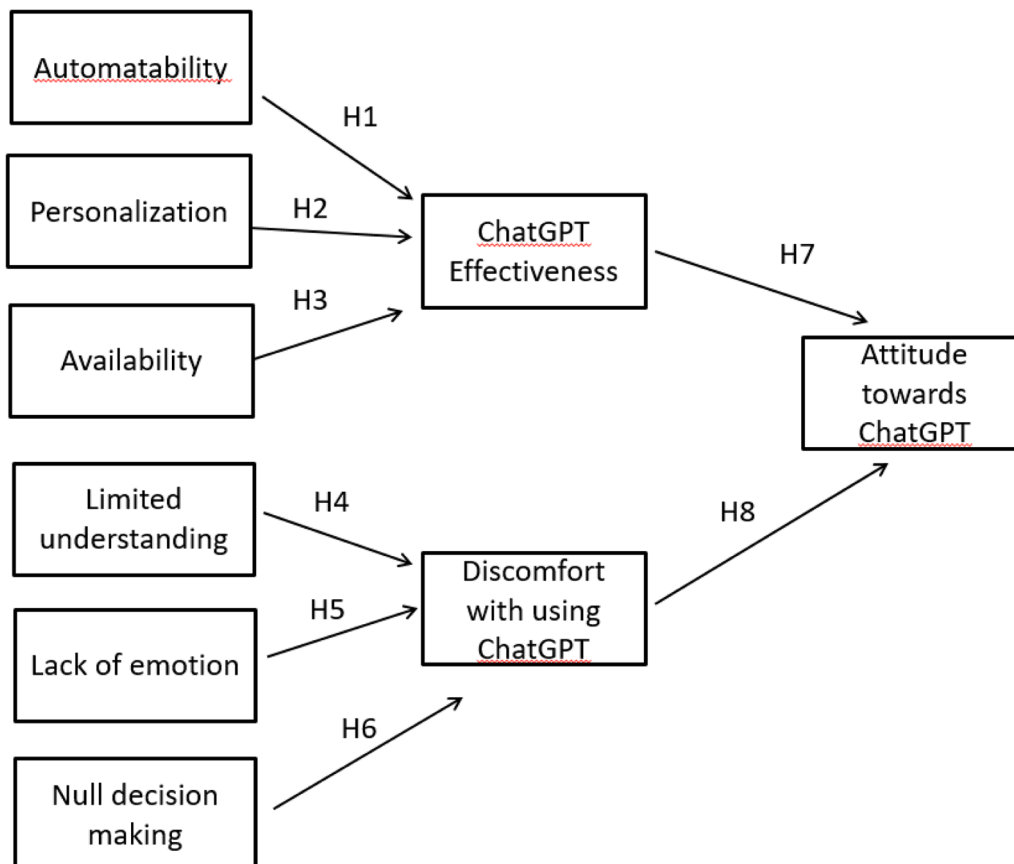 Automatability
H1
Personalization
H2
ChatGPT
Effectiveness
H7
H3
Availability
Attitude
towards
ChatGPT
Limited
understanding
H4
H8
Discomfort
with using
ChatGPT
H5
Lack of emotion
H6
Null decision
making